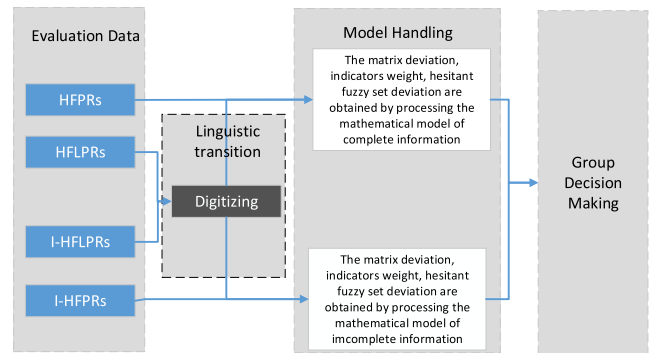 Evaluation Data
HFPRs
HFLPRs
I-HFLPRs
I-HFPRs
Linguistic
transition
Digitizing
Model Handling
The matrix deviation,
indicators weight, hesitant
fuzzy set deviation are
obtained by processing the
mathematical model of
complete information
The matrix deviation,
indicators weight, hesitant
fuzzy set deviation are
obtained by processing the
mathematical model of
imcomplete information
Group
Decision
Making